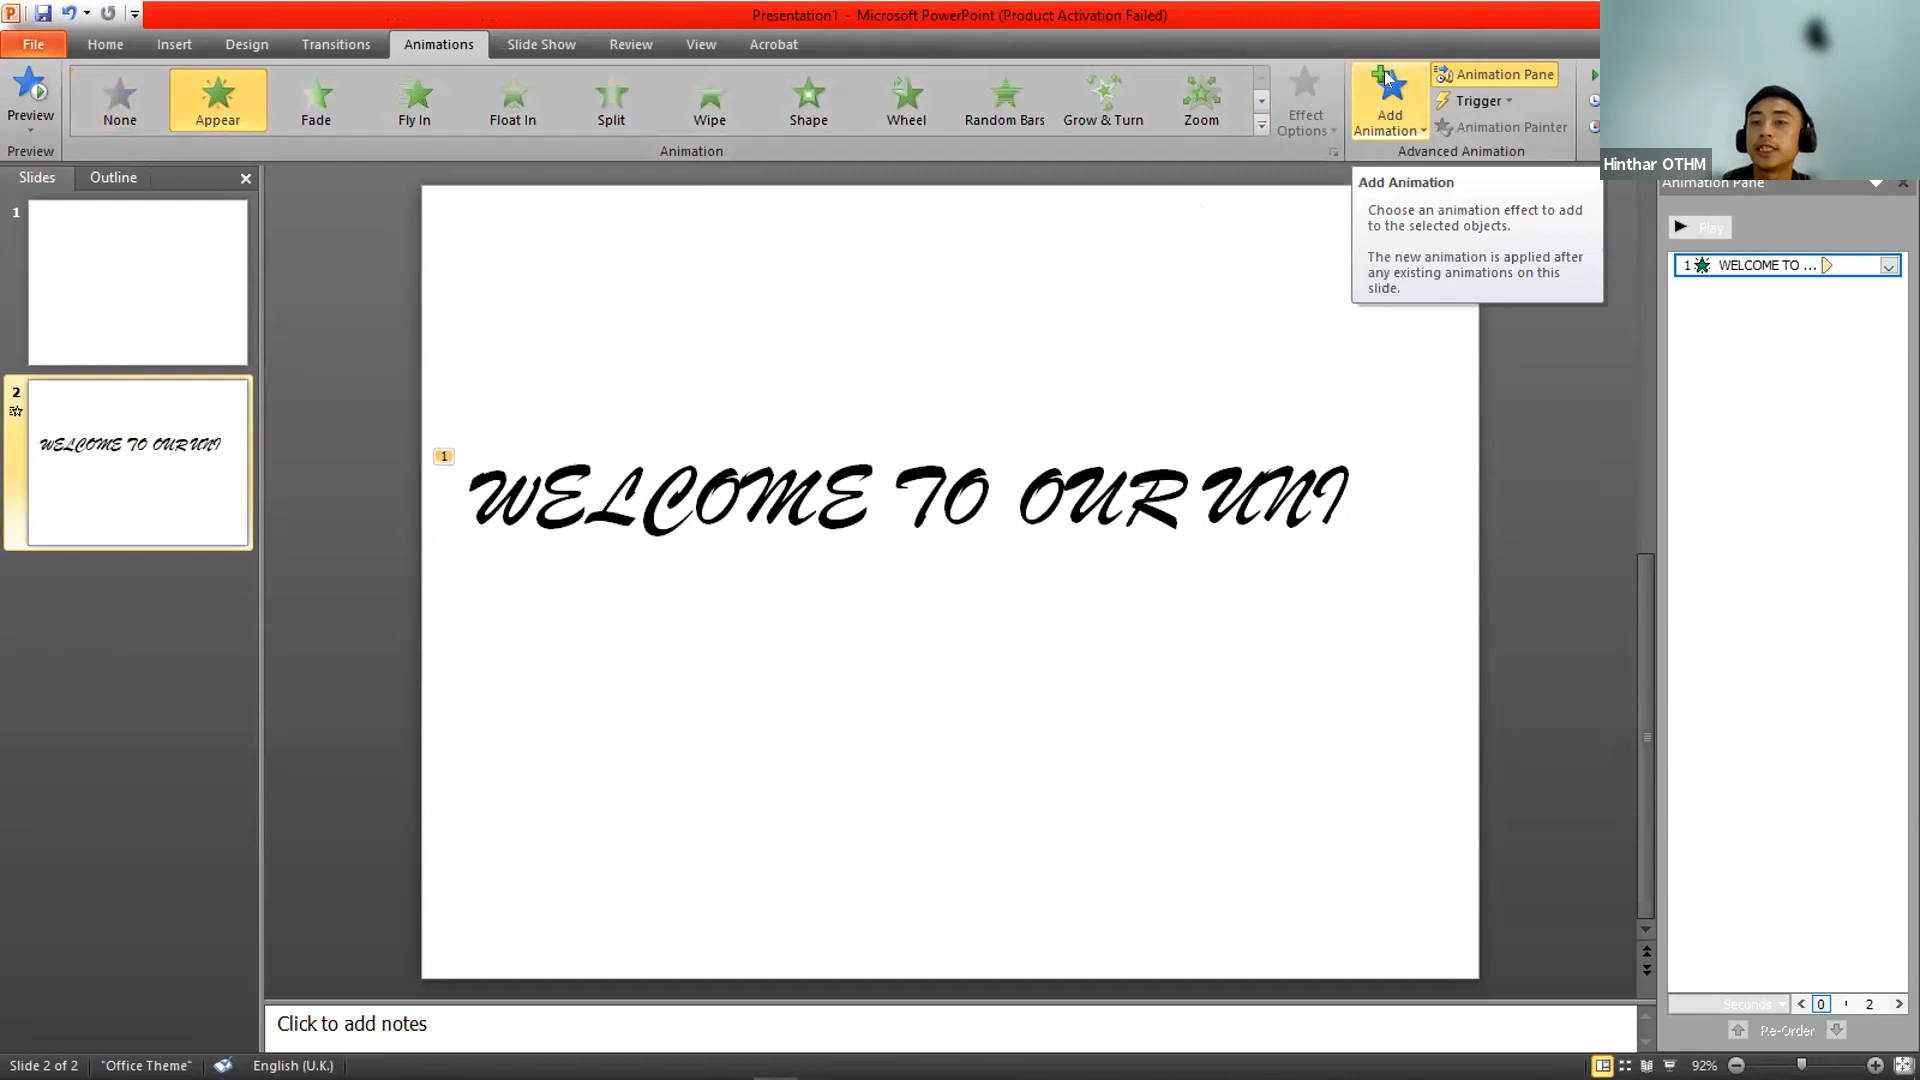 Presentation1 - Microsoft PowerPoint (Product Activation Failed)
File Home Insert Design Transitions Animations Slide Show Review View Acrobat
Preview
Preview
None Appear Fade Fly In Float In Split Wipe Shape Wheel Random Bars Grow & Turn Zoom
Animation
Effect
Options
Add
Animation
Animation Pane
Trigger
Animation Painter
Advanced Animation
Hinthar OTHM
Slides Outline
1
2
WELCOME TO OUR UNI
1
WELCOME TO OUR UNI
Add Animation
Choose an animation effect to add
to the selected objects.
The new animation is applied after
any existing animations on this
slide.
Animation Pane
Play
1 WELCOME TO ...
Seconds 0 2
Re-Order
Click to add notes
Slide 2 of 2 "Office Theme" English (U.K.) 92%